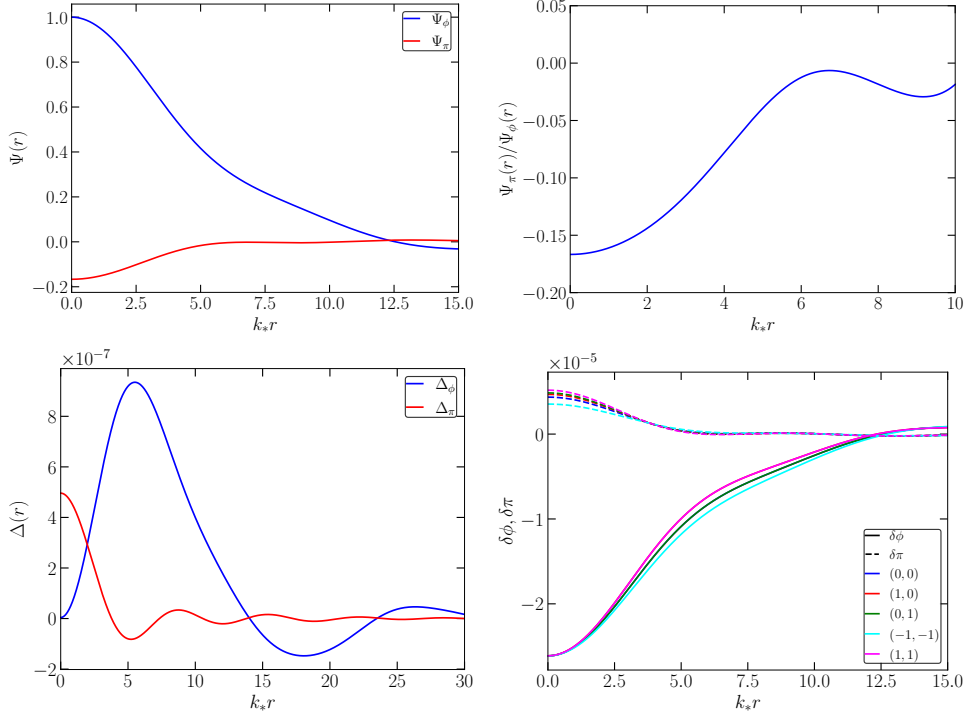 1.0
0.8
0.6
0.4
0.2
0.0
−0.2
Ψ(r)
Ψ_ϕ
Ψ_π
0.0 2.5 5.0 7.5 10.0 12.5 15.0
k_*r
0.00
−0.05
−0.10
−0.15
−0.20
Ψ_π(r)/Ψ_ϕ(r)
0 2 4 6 8 10
k_*r
×10⁻⁷
8
6
4
2
0
−2
Δ(r)
Δ_ϕ
Δ_π
0 5 10 15 20 25 30
k_*r
×10⁻⁵
0
−1
−2
δϕ, δπ
δϕ
δπ
(0, 0)
(1, 0)
(0, 1)
(−1, −1)
(1, 1)
0.0 2.5 5.0 7.5 10.0 12.5 15.0
k_*r